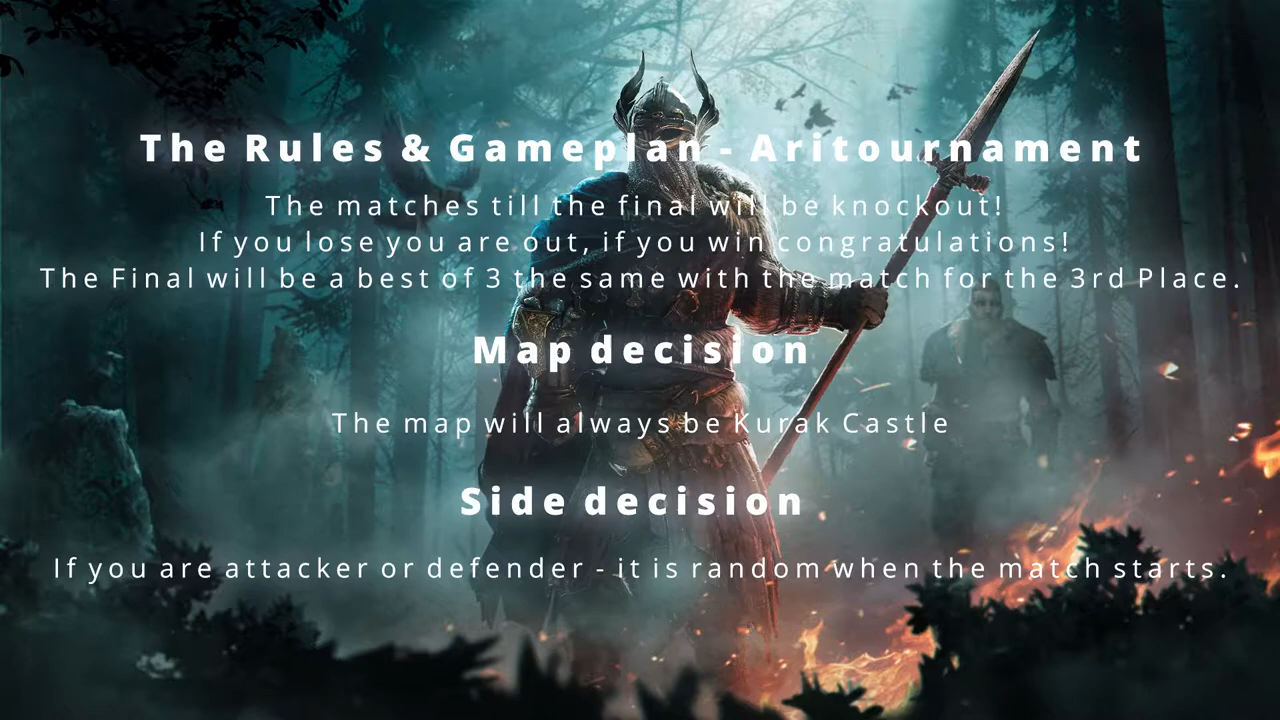 The Rules & Gameplan - Aritournament
The matches till the final will be knockout!
If you lose you are out, if you win congratulations!
The Final will be a best of 3 the same with the match for the 3rd Place.
Map decision
The map will always be Kurak Castle
Side decision
If you are attacker or defender - it is random when the match starts.